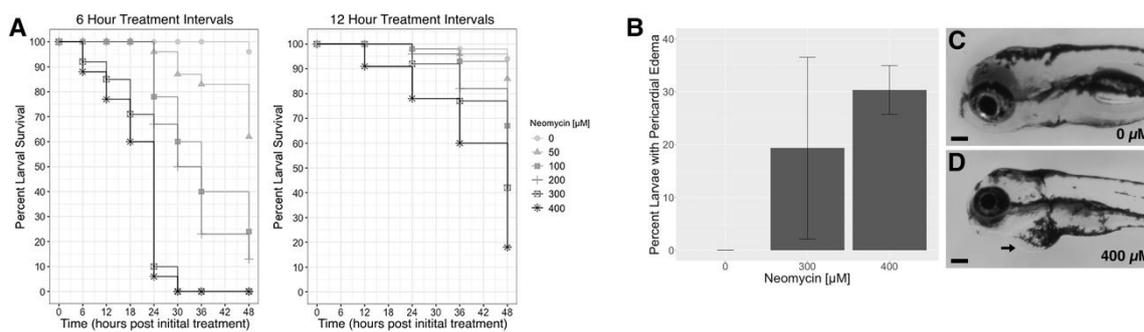 A
6 Hour Treatment Intervals
Percent Larval Survival
100
90
80
70
60
50
40
30
20
10
0
0 6 12 18 24 30 36 42 48
Time (hours post initital treatment)
12 Hour Treatment Intervals
Percent Larval Survival
100
90
80
70
60
50
40
30
20
10
0
0 6 12 18 24 30 36 42 48
Time (hours post initital treatment)
Neomycin [µM]
0
50
100
200
300
400
B
Percent Larvae with Pericardial Edema
40
30
20
10
0
0 300 400
Neomycin [µM]
C
0 µM
D
400 µM